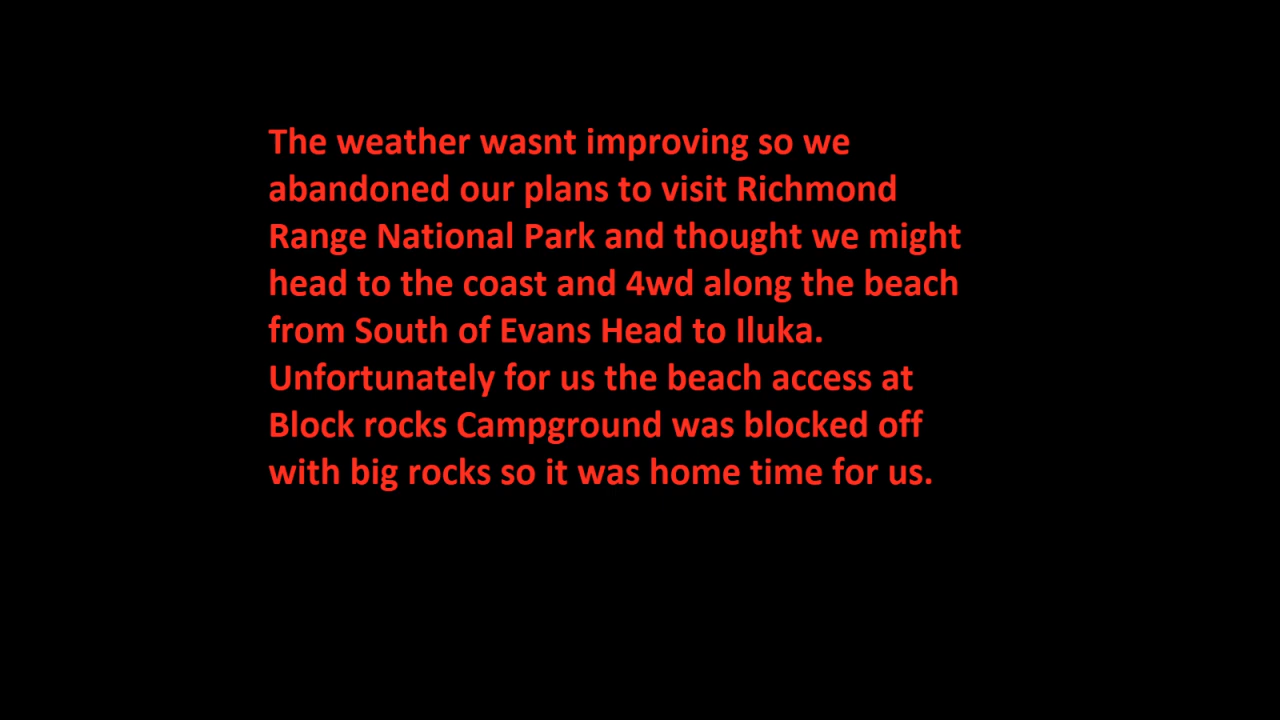 The weather wasnt improving so we
abandoned our plans to visit Richmond
Range National Park and thought we might
head to the coast and 4wd along the beach
from South of Evans Head to Iluka.
Unfortunately for us the beach access at
Block rocks Campground was blocked off
with big rocks so it was home time for us.